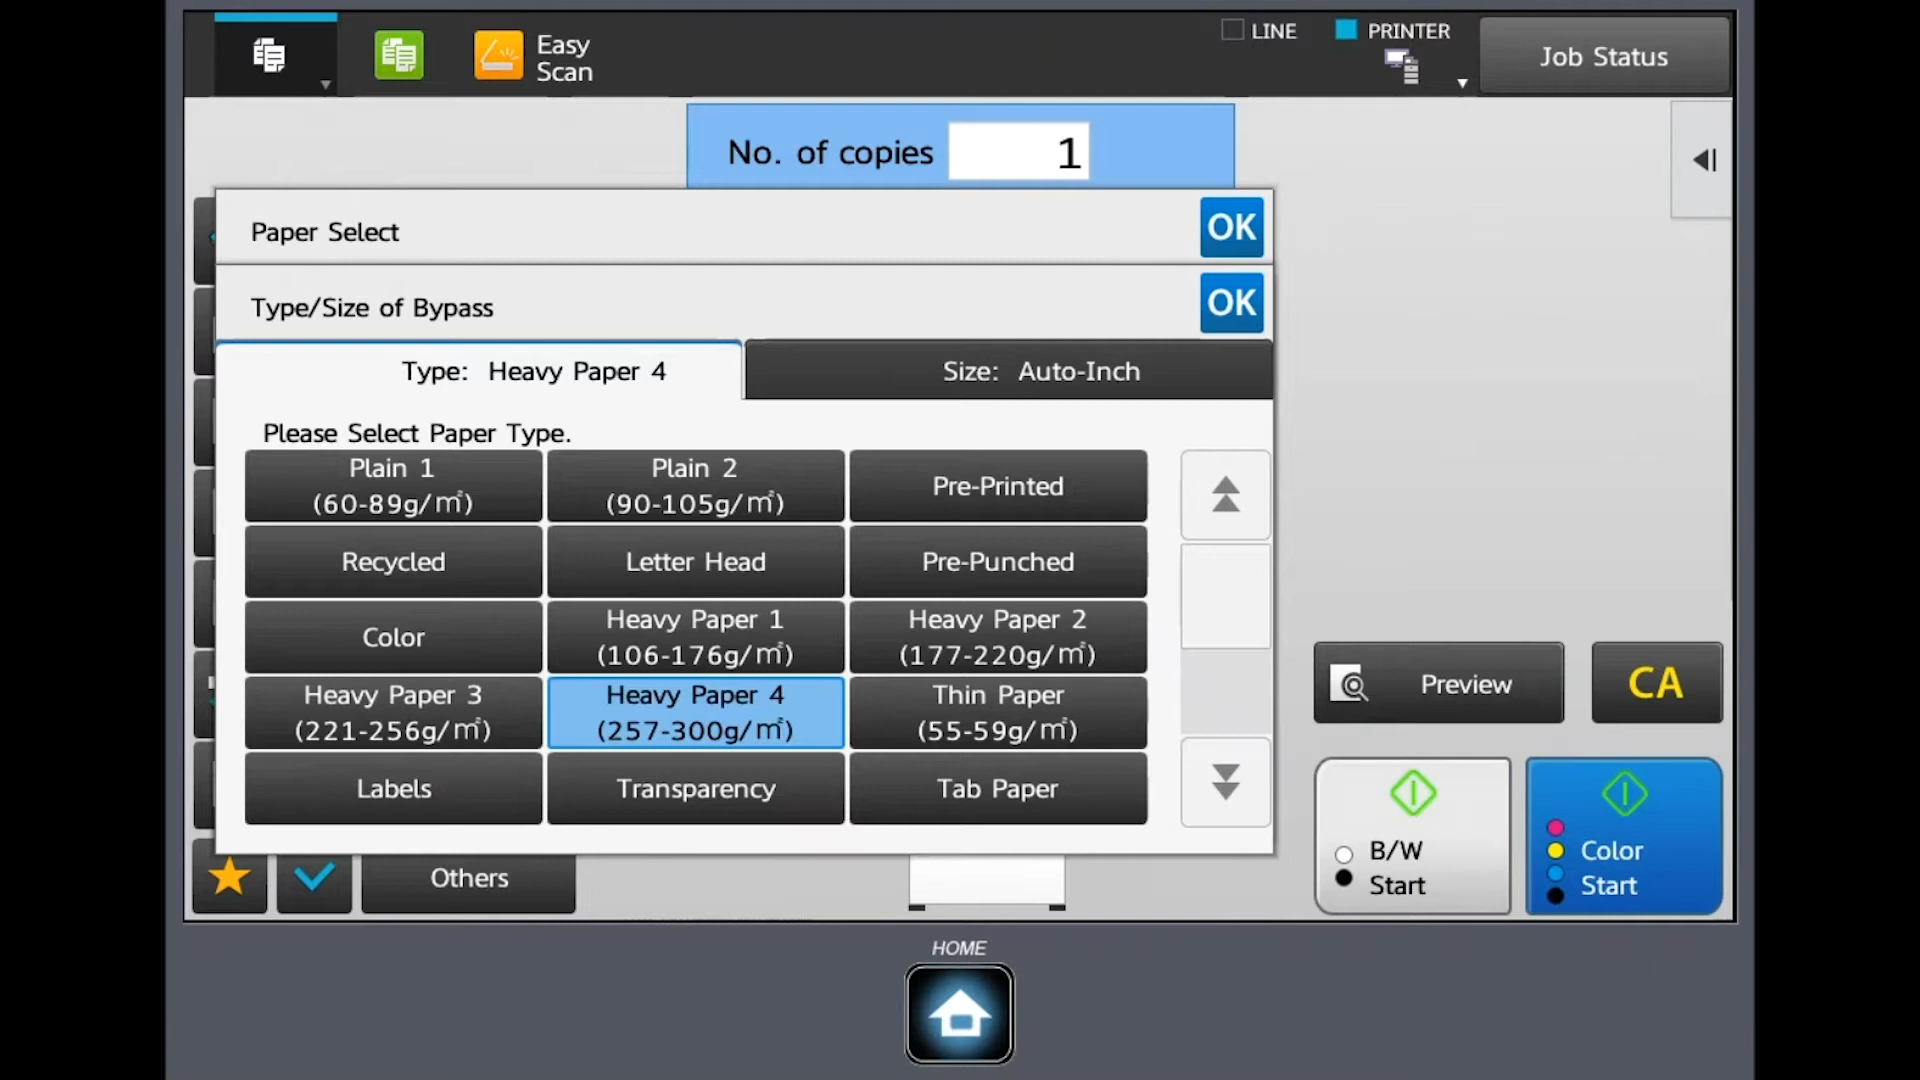 Easy
Scan
LINE
PRINTER
Job Status
No. of copies 1
Paper Select OK
Type/Size of Bypass OK
Type: Heavy Paper 4
Size: Auto-Inch
Please Select Paper Type.
Plain 1
(60-89g/㎡)
Plain 2
(90-105g/㎡)
Pre-Printed
Recycled
Letter Head
Pre-Punched
Color
Heavy Paper 1
(106-176g/㎡)
Heavy Paper 2
(177-220g/㎡)
Heavy Paper 3
(221-256g/㎡)
Heavy Paper 4
(257-300g/㎡)
Thin Paper
(55-59g/㎡)
Labels
Transparency
Tab Paper
Preview
CA
B/W
Start
Color
Start
Others
HOME